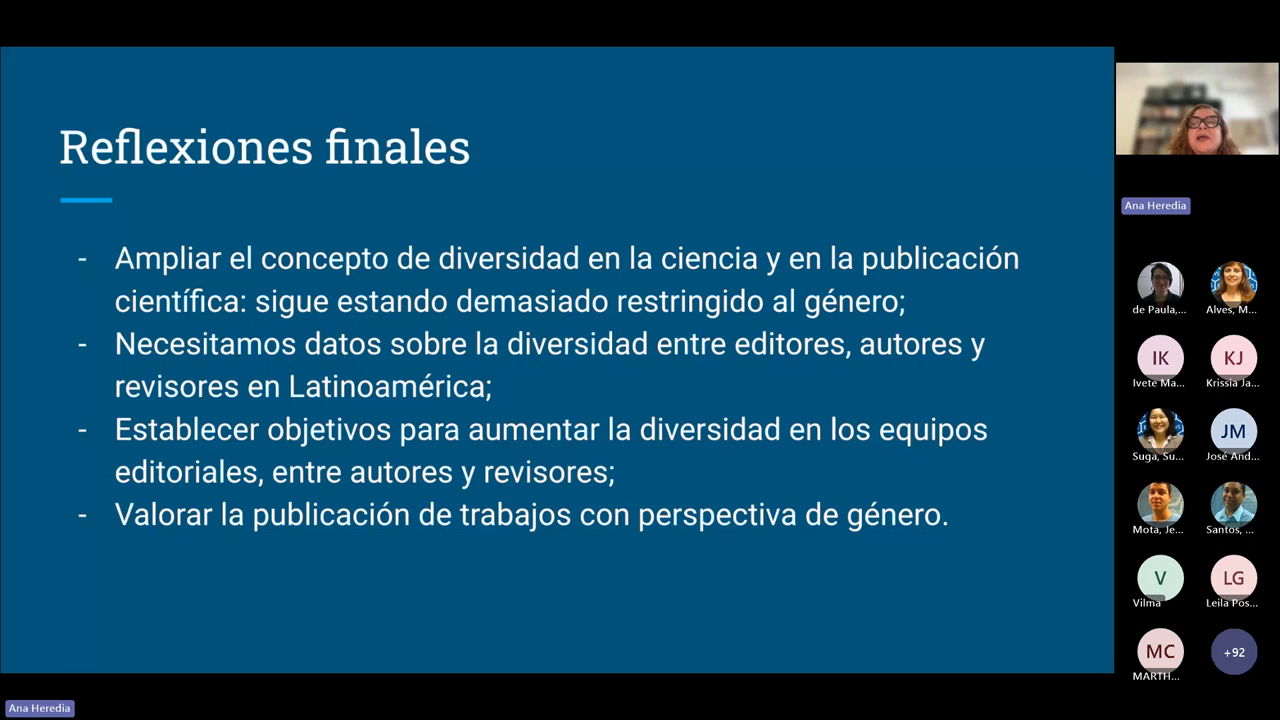 Reflexiones finales
- Ampliar el concepto de diversidad en la ciencia y en la publicación
científica: sigue estando demasiado restringido al género;
- Necesitamos datos sobre la diversidad entre editores, autores y
revisores en Latinoamérica;
- Establecer objetivos para aumentar la diversidad en los equipos
editoriales, entre autores y revisores;
- Valorar la publicación de trabajos con perspectiva de género.
Ana Heredia
de Paula,...
Alves, M...
IK
KJ
Ivete Ma...
Krissia Ja...
JM
Suga, Su...
José And...
Mota, Je...
Santos, ...
V
LG
Vilma
Leila Pos...
MC
+92
MARTH...
Ana Heredia